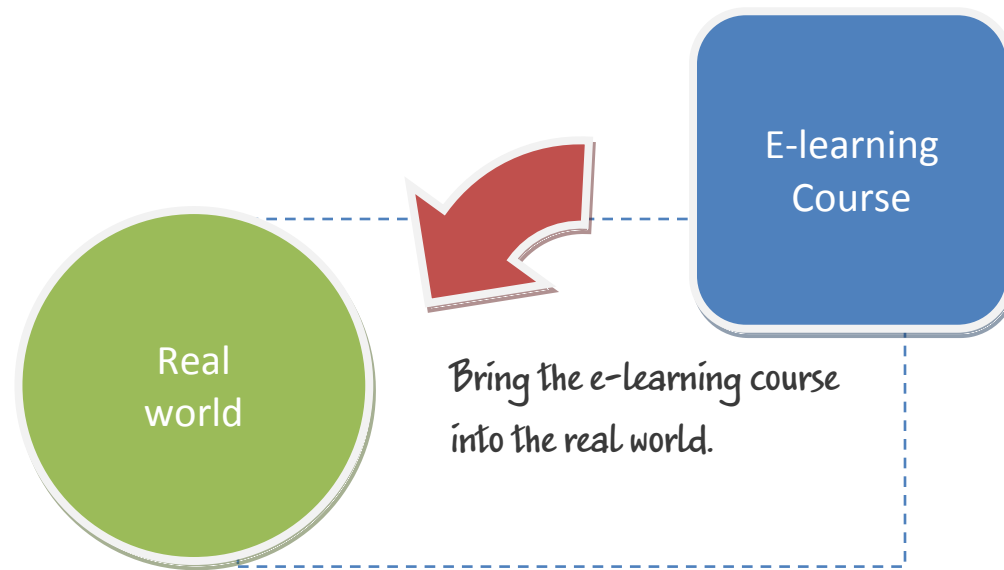 E-learning
Course
Real
world
Bring the e-learning course
into the real world.